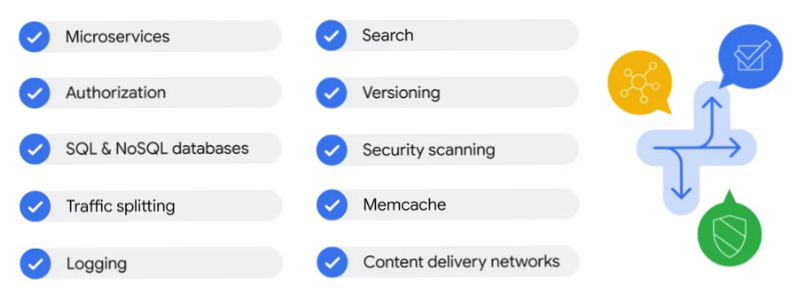 Microservices
Authorization
SQL & NoSQL databases
Traffic splitting
Logging
Search
Versioning
Security scanning
Memcache
Content delivery networks